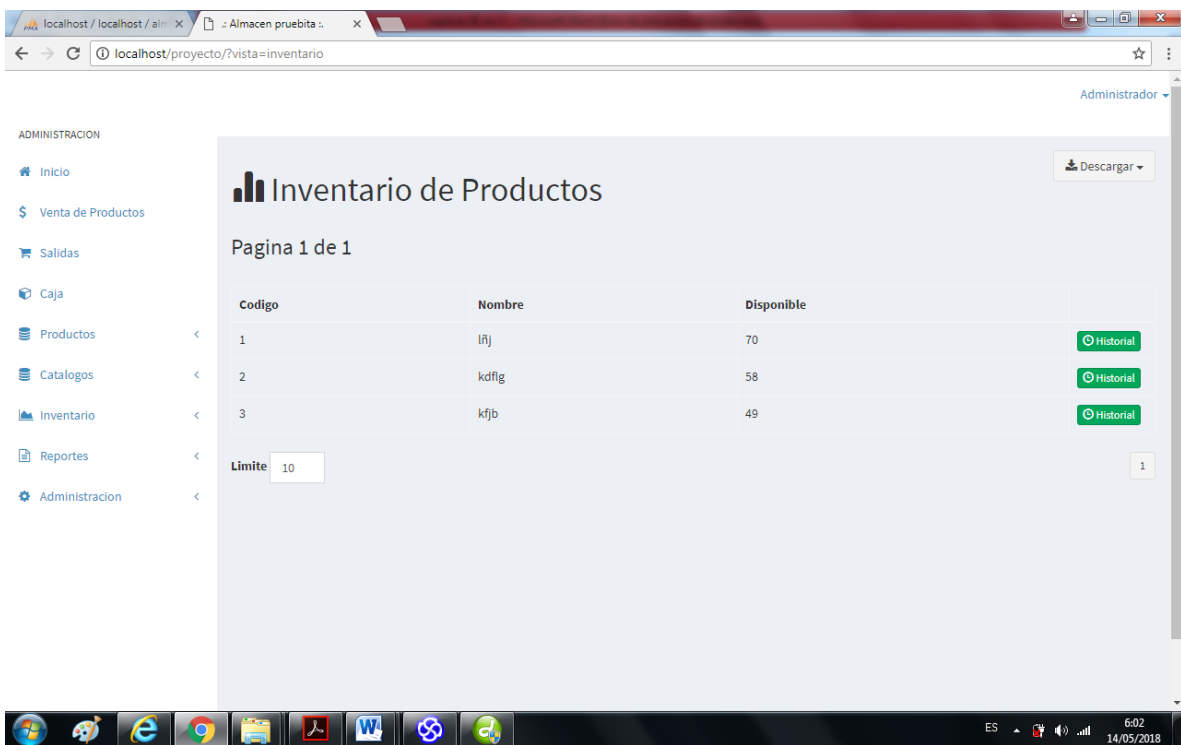 localhost / localhost / alm
.: Almacen pruebita :.
localhost/proyecto/?vista=inventario
Administrador
ADMINISTRACION
Inicio
Venta de Productos
Salidas
Caja
Productos
Catalogos
Inventario
Reportes
Administracion
Descargar
Inventario de Productos
Pagina 1 de 1
Codigo Nombre Disponible
1 lñj 70 Historial
2 kdflg 58 Historial
3 kfjb 49 Historial
Limite 10 1
ES 6:02
14/05/2018